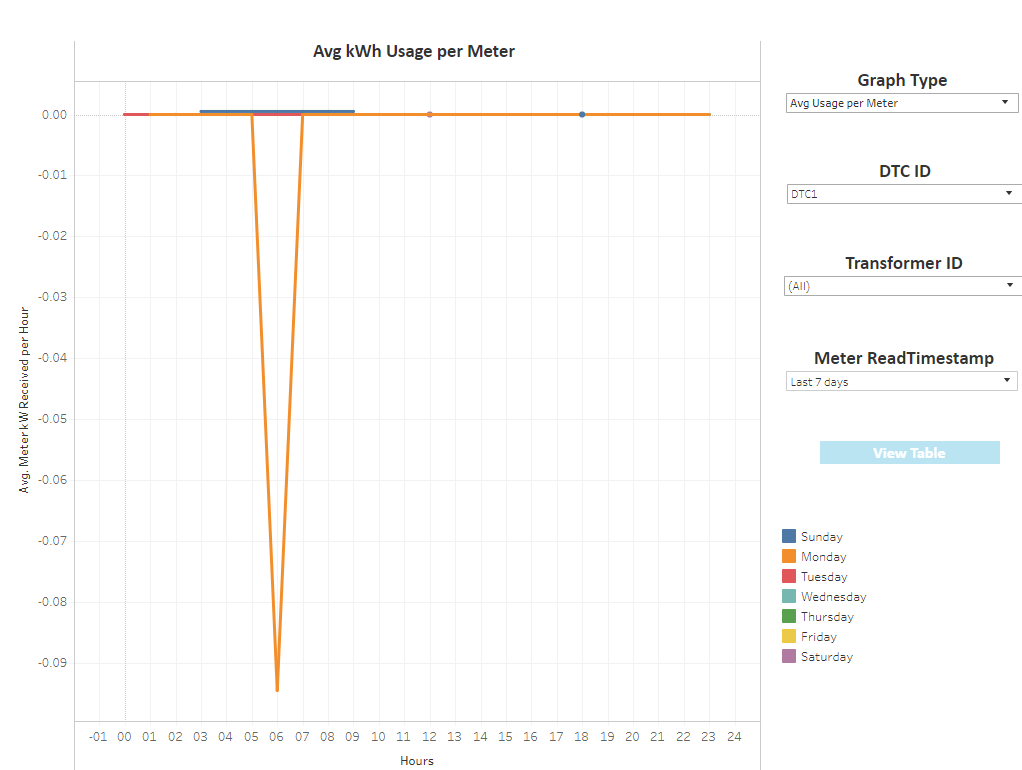 Avg kWh Usage per Meter
Avg. Meter kW Received per Hour
0.00
-0.01
-0.02
-0.03
-0.04
-0.05
-0.06
-0.07
-0.08
-0.09
-01 00 01 02 03 04 05 06 07 08 09 10 11 12 13 14 15 16 17 18 19 20 21 22 23 24
Hours
Graph Type
Avg Usage per Meter
DTC ID
DTC1
Transformer ID
(All)
Meter ReadTimestamp
Last 7 days
View Table
Sunday
Monday
Tuesday
Wednesday
Thursday
Friday
Saturday